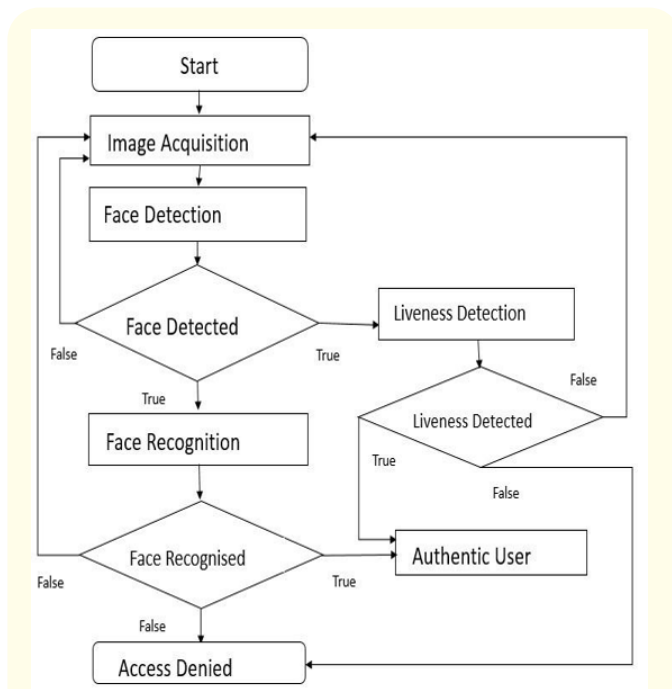 Start
Image Acquisition
Face Detection
Face Detected
Liveness Detection
False
True
False
True
Face Recognition
Liveness Detected
True
False
Face Recognised
Authentic User
False
True
False
Access Denied